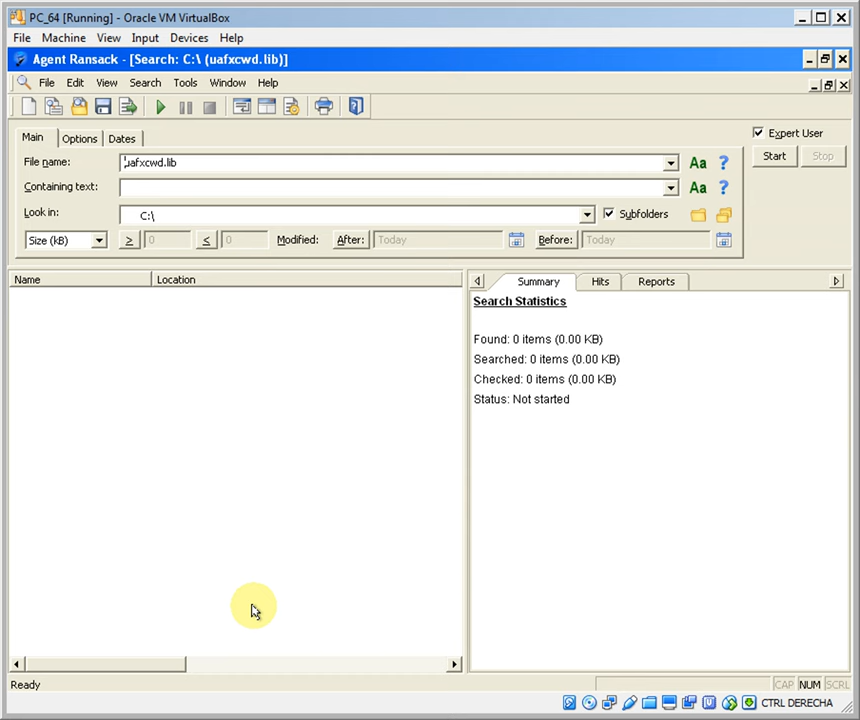 PC_64 [Running] - Oracle VM VirtualBox
File Machine View Input Devices Help
Agent Ransack - [Search: C:\ (uafxcwd.lib)]
File Edit View Search Tools Window Help
Main Options Dates
Expert User
File name: uafxcwd.lib Aa ? Start Stop
Containing text: Aa ?
Look in: C:\ Subfolders
Size (kB) ≥ 0 ≤ 0 Modified: After: Today Before: Today
Name Location
Summary Hits Reports
Search Statistics
Found: 0 items (0.00 KB)
Searched: 0 items (0.00 KB)
Checked: 0 items (0.00 KB)
Status: Not started
Ready CAP NUM SCRL
CTRL DERECHA